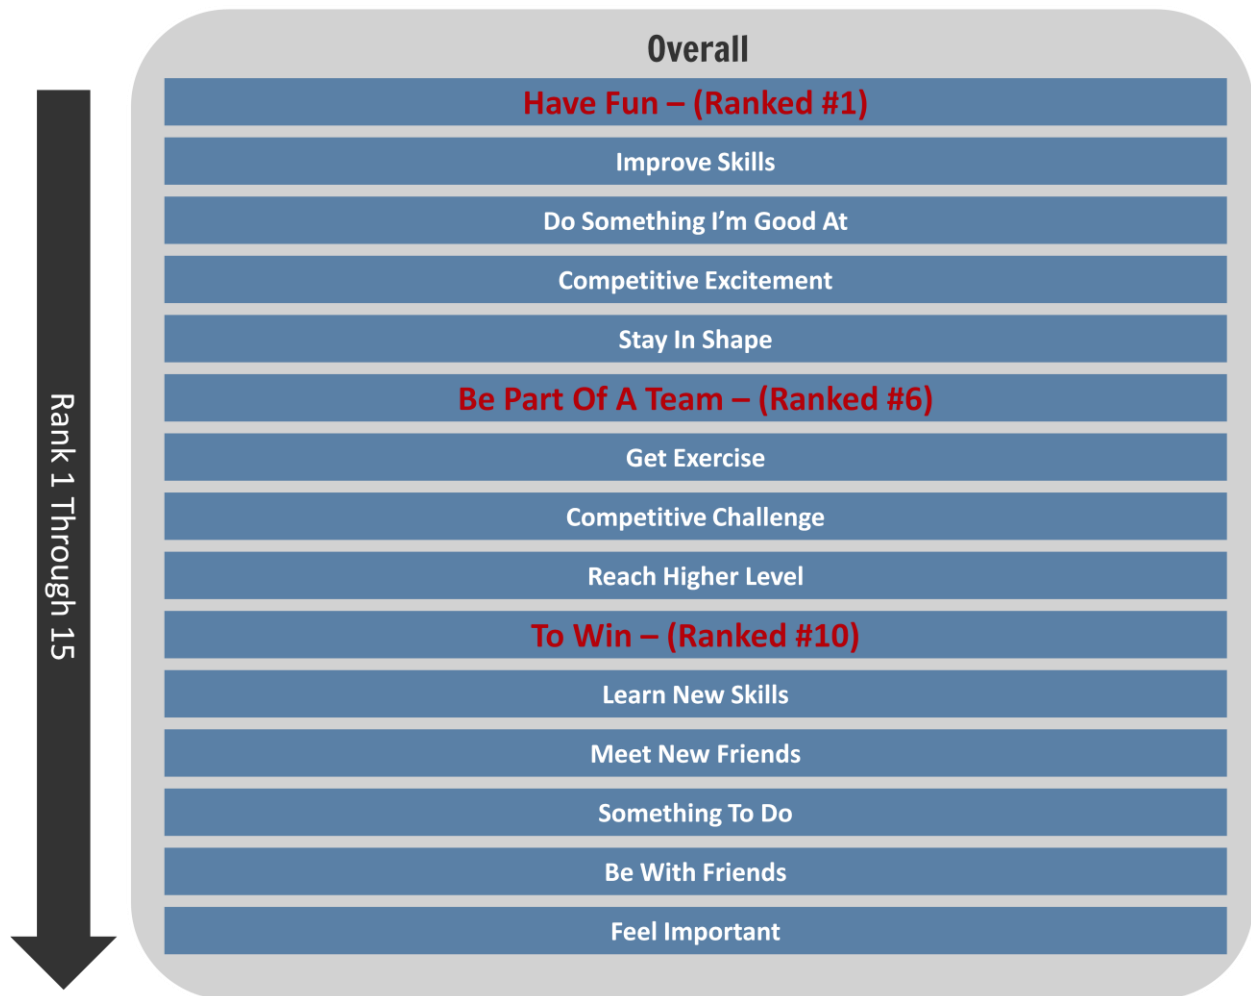 Overall
Rank 1 Through 15
Have Fun – (Ranked #1)
Improve Skills
Do Something I’m Good At
Competitive Excitement
Stay In Shape
Be Part Of A Team – (Ranked #6)
Get Exercise
Competitive Challenge
Reach Higher Level
To Win – (Ranked #10)
Learn New Skills
Meet New Friends
Something To Do
Be With Friends
Feel Important